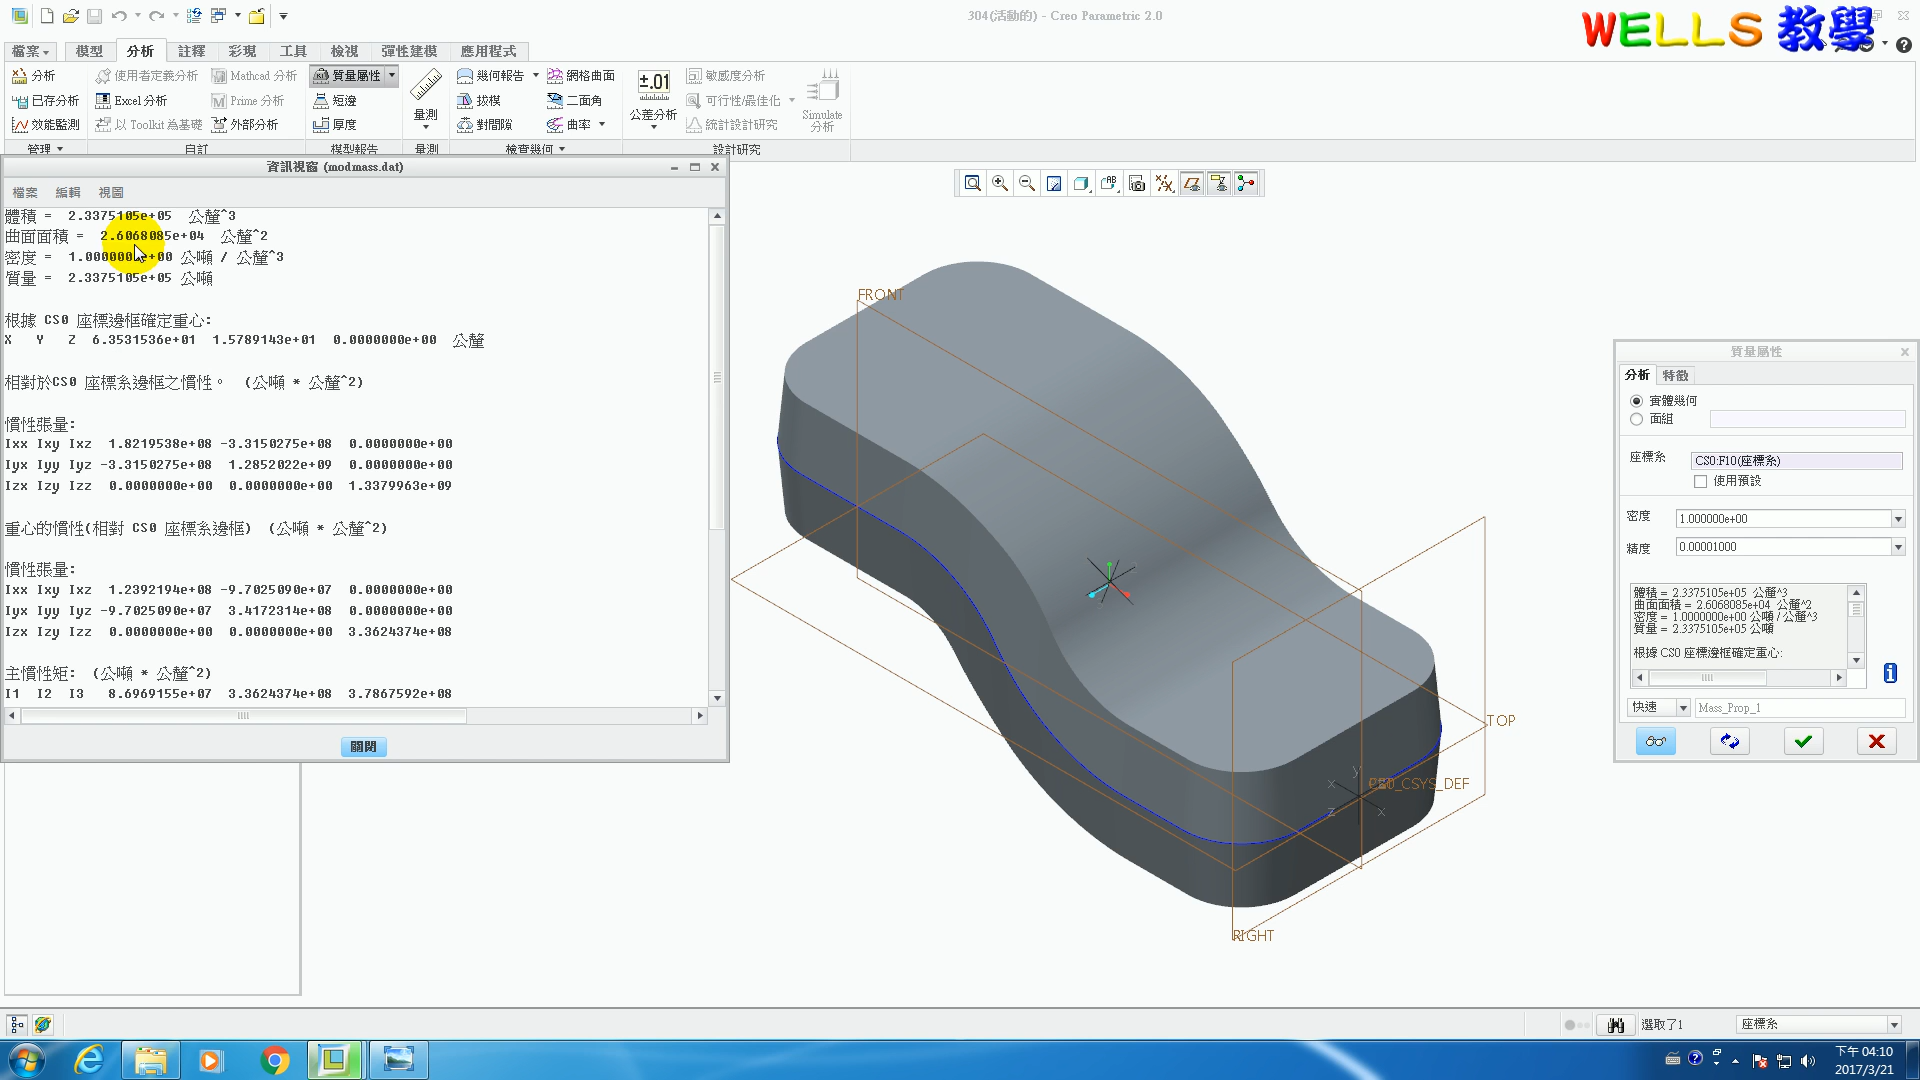 304(活動的) - Creo Parametric 2.0
WELLS 教學
檔案
模型
分析
註釋
彩現
工具
檢視
彈性建模
應用程式
分析
使用者定義分析
Mathcad 分析
質量屬性
幾何報告
網格曲面
敏感度分析
已存分析
Excel 分析
Prime 分析
短邊
拔模
二面角
可行性/最佳化
效能監測
以 Toolkit 為基礎
外部分析
厚度
量測
對間隙
曲率
±.01
公差分析
統計設計研究
Simulate
分析
管理
自訂
模型報告
量測
檢查幾何
設計研究
資訊視窗 (modmass.dat)
檔案 編輯 視圖
體積 = 2.3375105e+05 公釐^3
曲面面積 = 2.6068085e+04 公釐^2
密度 = 1.0000000e+00 公噸 / 公釐^3
質量 = 2.3375105e+05 公噸
根據 CS0 座標邊框確定重心:
X Y Z 6.3531536e+01 1.5789143e+01 0.0000000e+00 公釐
相對於CS0 座標系邊框之慣性。 (公噸 * 公釐^2)
慣性張量:
Ixx Ixy Ixz 1.8219538e+08 -3.3150275e+08 0.0000000e+00
Iyx Iyy Iyz -3.3150275e+08 1.2852022e+09 0.0000000e+00
Izx Izy Izz 0.0000000e+00 0.0000000e+00 1.3379963e+09
重心的慣性(相對 CS0 座標系邊框) (公噸 * 公釐^2)
慣性張量:
Ixx Ixy Ixz 1.2392194e+08 -9.7025090e+07 0.0000000e+00
Iyx Iyy Iyz -9.7025090e+07 3.4172314e+08 0.0000000e+00
Izx Izy Izz 0.0000000e+00 0.0000000e+00 3.3624374e+08
主慣性矩: (公噸 * 公釐^2)
I1 I2 I3 8.6969155e+07 3.3624374e+08 3.7867592e+08
關閉
FRONT
TOP
RIGHT
_CSYS_DEF
x
y
z
x
質量屬性
分析
特徵
實體幾何
面組
座標系
CS0:F10(座標系)
使用預設
密度
1.000000e+00
精度
0.00001000
體積 = 2.3375105e+05 公釐^3
曲面面積 = 2.6068085e+04 公釐^2
密度 = 1.0000000e+00 公噸 / 公釐^3
質量 = 2.3375105e+05 公噸
根據 CS0 座標邊框確定重心:
快速
Mass_Prop_1
選取了1
座標系
下午 04:10
2017/3/21